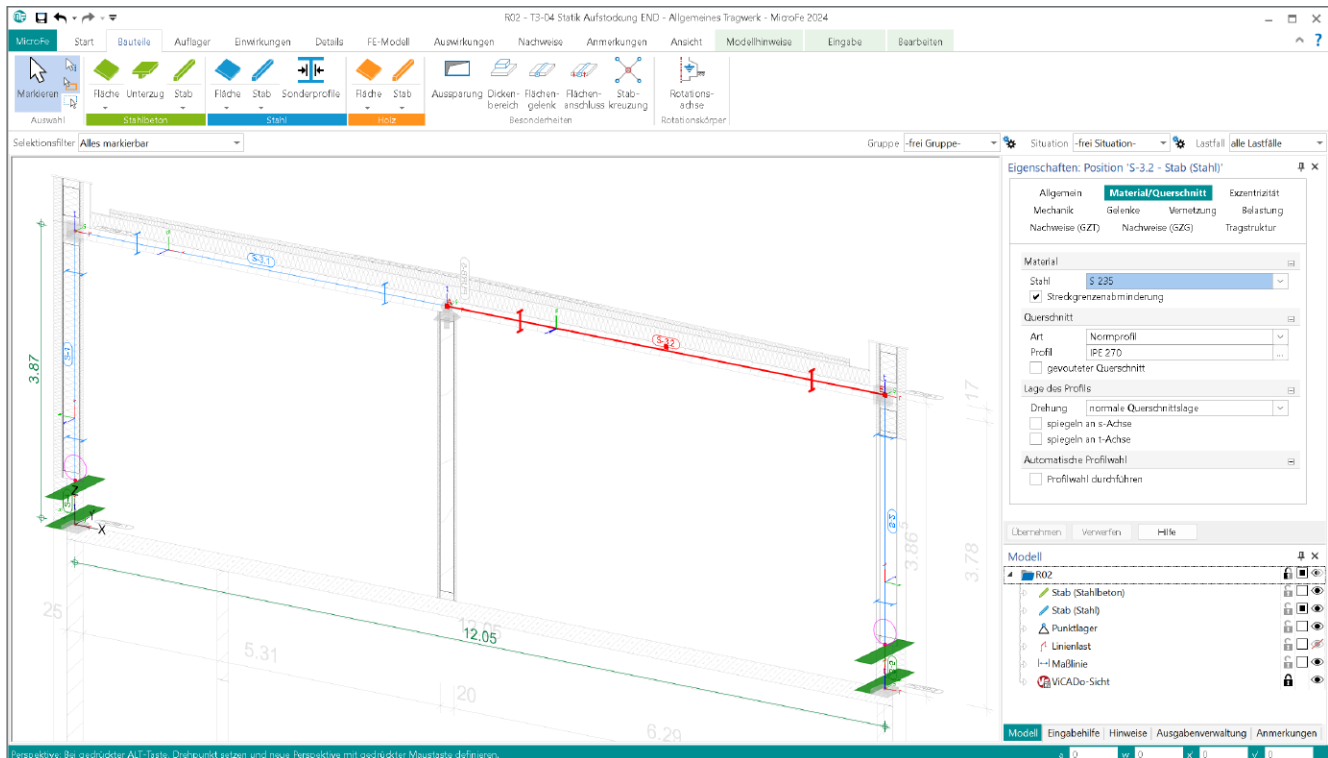 R02 - T3-04 Statik Aufstockung END - Allgemeines Tragwerk - MicroFe 2024
MicroFe Start Bauteile Auflager Einwirkungen Details FE-Modell Auswirkungen Nachweise Anmerkungen Ansicht Modellhinweise Eingabe Bearbeiten
Markieren Fläche Unterzug Stab Fläche Stab Sonderprofile Fläche Stab Aussparung Dicken- Flächen- Flächen- Stab- Rotations-
bereich gelenk anschluss kreuzung achse
Auswahl Stahlbeton Stahl Holz Besonderheiten Rotationskörper
Selektionsfilter Alles markierbar Gruppe -frei Gruppe- Situation -frei Situation- Lastfall alle Lastfälle
Eigenschaften: Position 'S-3.2 - Stab (Stahl)'
Allgemein Material/Querschnitt Exzentrizität
Mechanik Gelenke Vernetzung Belastung
Nachweise (GZT) Nachweise (GZG) Tragstruktur
Material
Stahl S 235
Streckgrenzenabminderung
Querschnitt
Art Normprofil
Profil IPE 270 ...
gevouteter Querschnitt
Lage des Profils
Drehung normale Querschnittslage
spiegeln an s-Achse
spiegeln an t-Achse
Automatische Profilwahl
Profilwahl durchführen
Übernehmen Verwerfen Hilfe
Modell
R02
Stab (Stahlbeton)
Stab (Stahl)
Punktlager
Linienlast
Maßlinie
ViCADo-Sicht
Modell Eingabehilfe Hinweise Ausgabenverwaltung Anmerkungen
S-3.1
S-3.2
3.87
17
Z
Y
X
3.86
3.78
25
12.05
5.31
20
6.29
Perspektive: Bei gedrückter ALT-Taste, Drehpunkt setzen und neue Perspektive mit gedrückter Maustaste definieren.